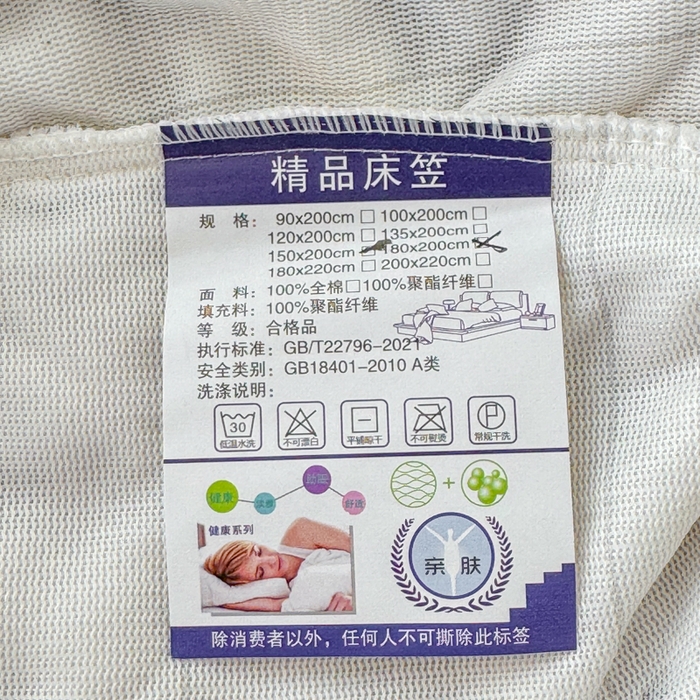 精品床笠
规 格： 90x200cm □ 100x200cm □
120x200cm □ 135x200cm □
150x200cm □ 180x200cm □
180x220cm □ 200x220cm □
面 料：100%全棉□100%聚酯纤维□
填充料：100%聚酯纤维
等 级：合格品
执行标准：GB/T22796-2021
安全类别：GB18401-2010 A类
洗涤说明：
30
P
低温水洗 不可漂白 平铺晾干 不可熨烫 常规干洗
助眠
健康 舒适
+
健康系列
亲肤
除消费者以外，任何人不可撕除此标签